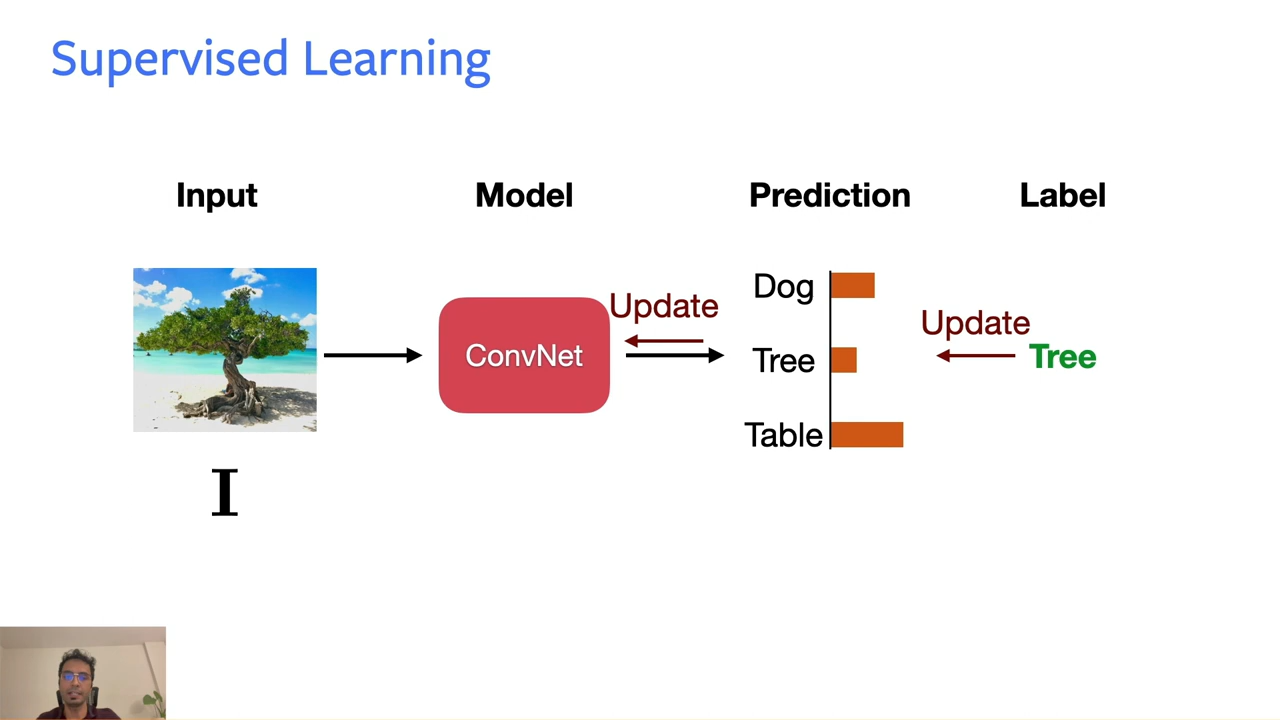 Supervised Learning
Input
Model
Prediction
Label
ConvNet
Update
Dog
Tree
Table
Update
Tree
I